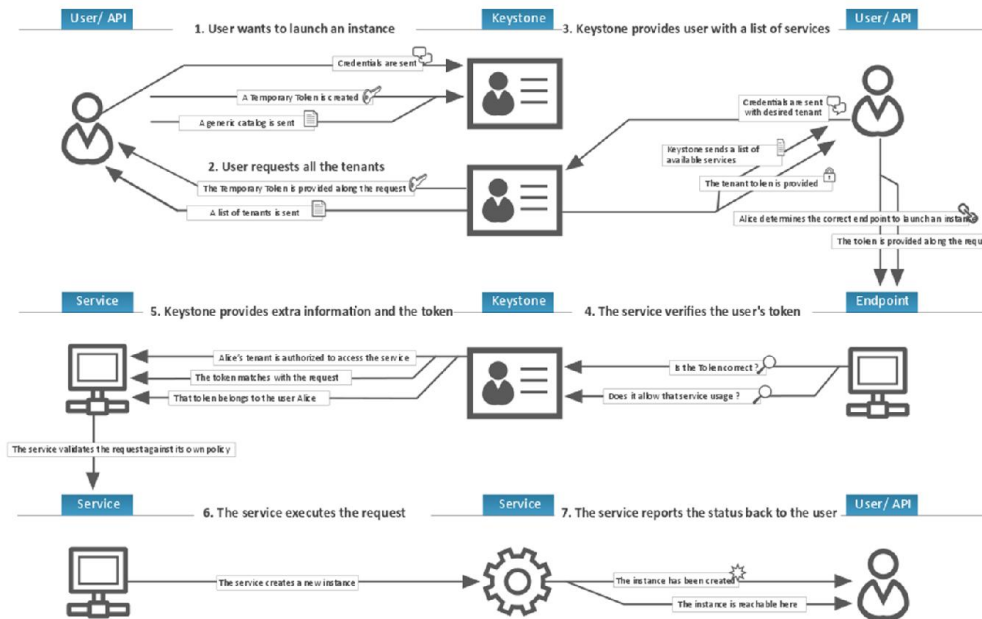 User/ API
1. User wants to launch an instance
Keystone
3. Keystone provides user with a list of services
User/ API
Credentials are sent
A Temporary Token is created
A generic catalog is sent
Credentials are sent
with desired tenant
2. User requests all the tenants
The Temporary Token is provided along the request
A list of tenants is sent
Keystone sends a list of
available services
The tenant token is provided
Alice determines the correct endpoint to launch an instance
The token is provided along the requ
Service
5. Keystone provides extra information and the token
Keystone
4. The service verifies the user's token
Endpoint
Alice's tenant is authorized to access the service
The token matches with the request
That token belongs to the user Alice
Is the Token correct ?
Does it allow that service usage ?
The service validates the request against its own policy
Service
6. The service executes the request
Service
7. The service reports the status back to the user
User/ API
The service creates a new instance
The instance has been created
The instance is reachable here